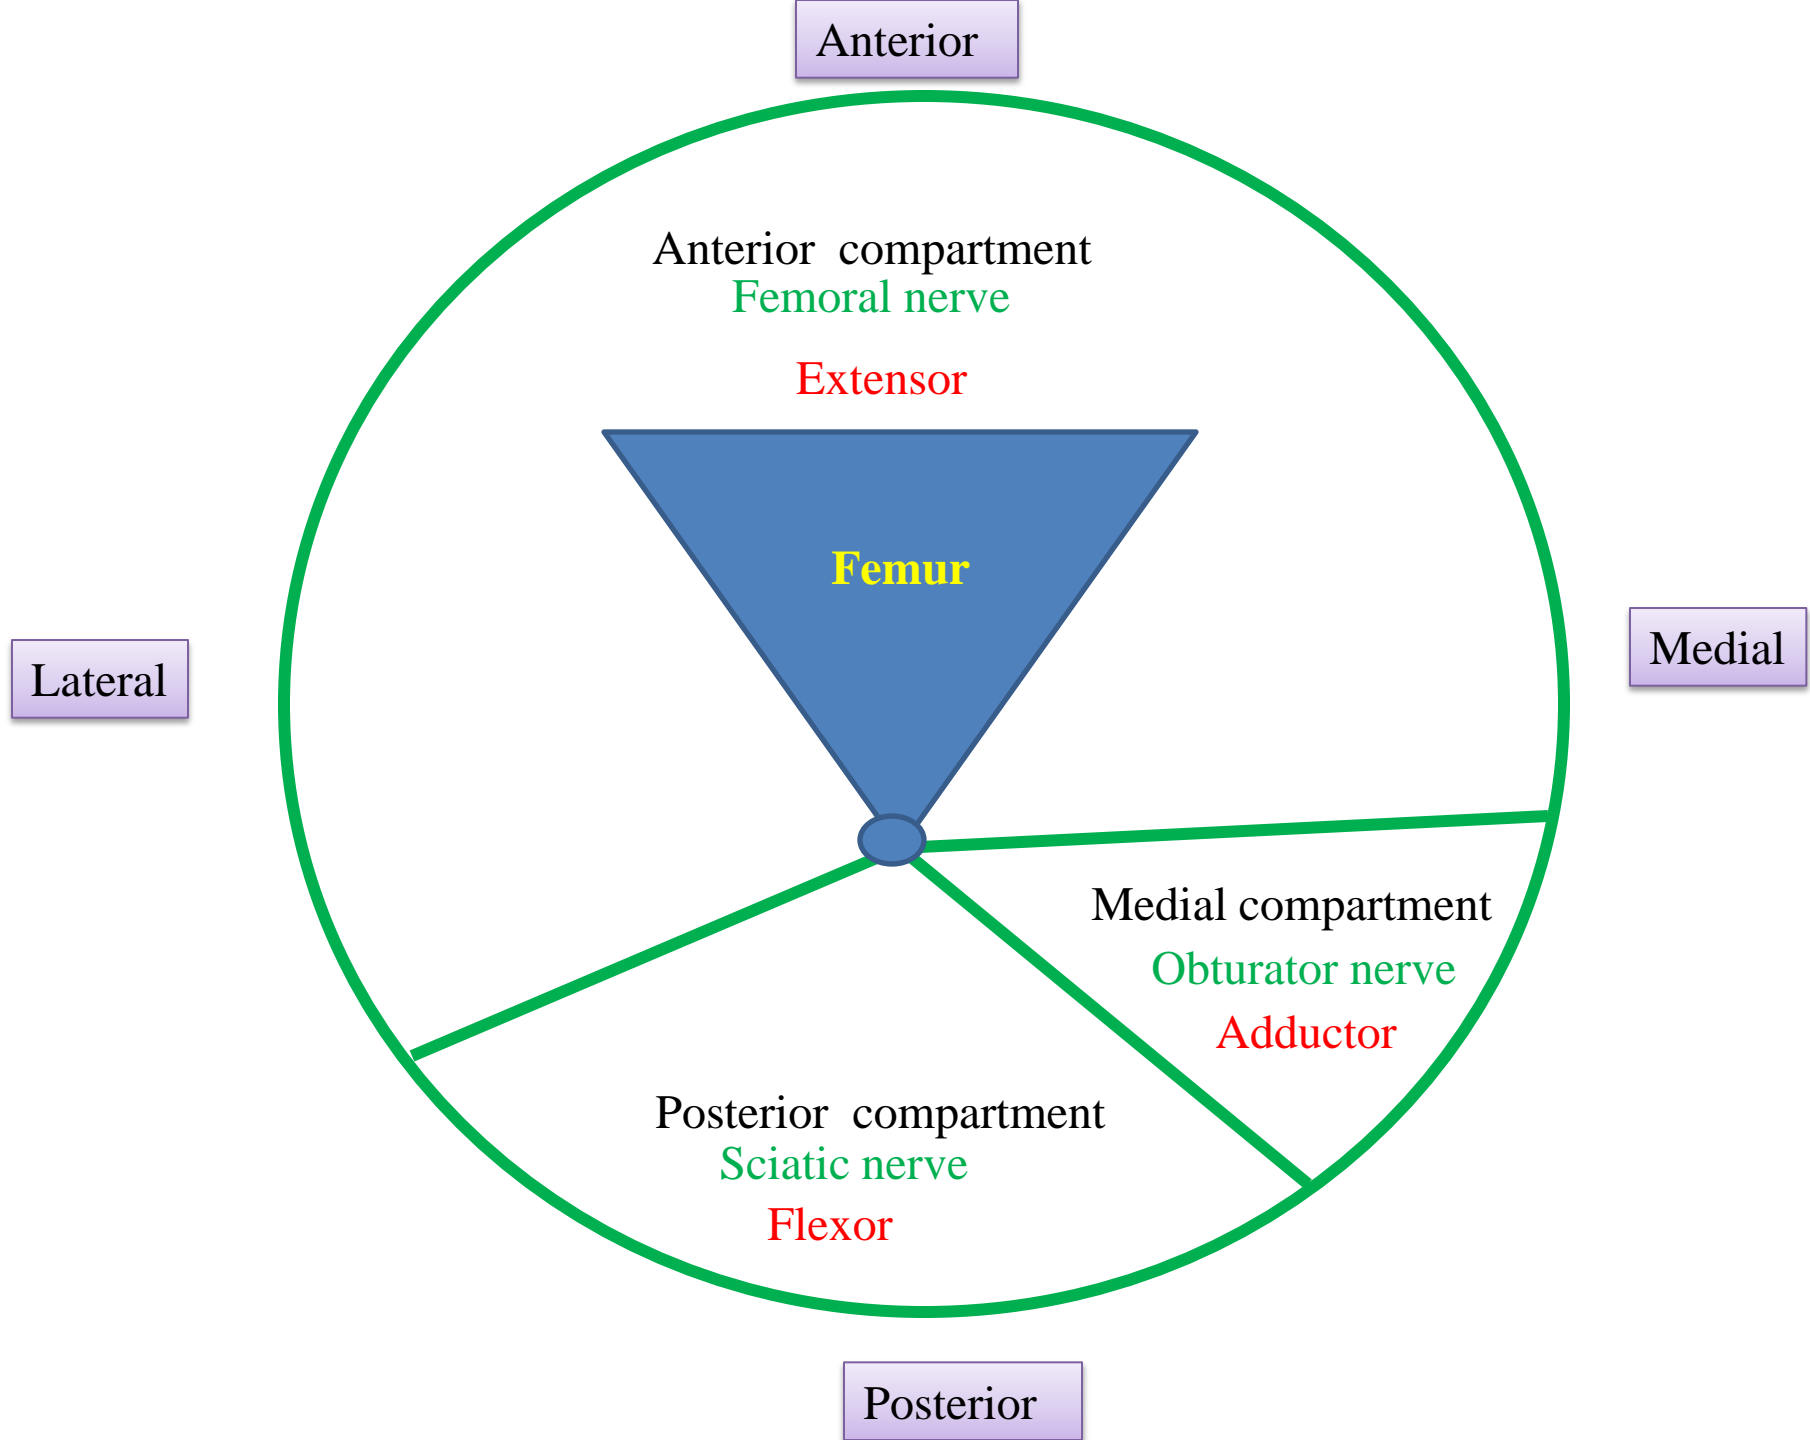 Anterior
Anterior compartment
Femoral nerve
Extensor
Femur
Lateral
Medial
Medial compartment
Obturator nerve
Adductor
Posterior compartment
Sciatic nerve
Flexor
Posterior